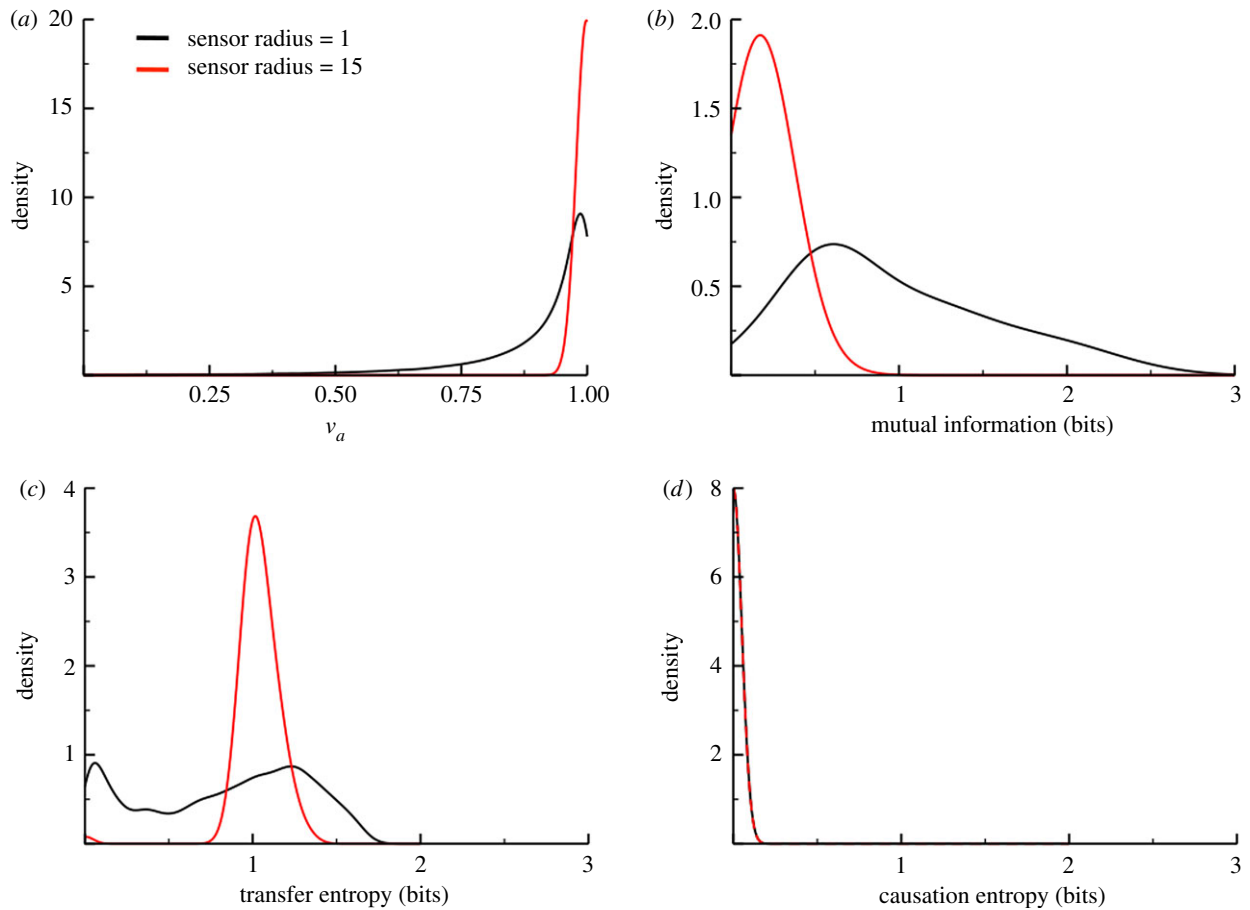 (a)
20
15
10
5
density
sensor radius = 1
sensor radius = 15
0.25 0.50 0.75 1.00
v_a
(b)
2.0
1.5
1.0
0.5
density
1 2 3
mutual information (bits)
(c)
4
3
2
1
density
1 2 3
transfer entropy (bits)
(d)
8
6
4
2
density
1 2 3
causation entropy (bits)